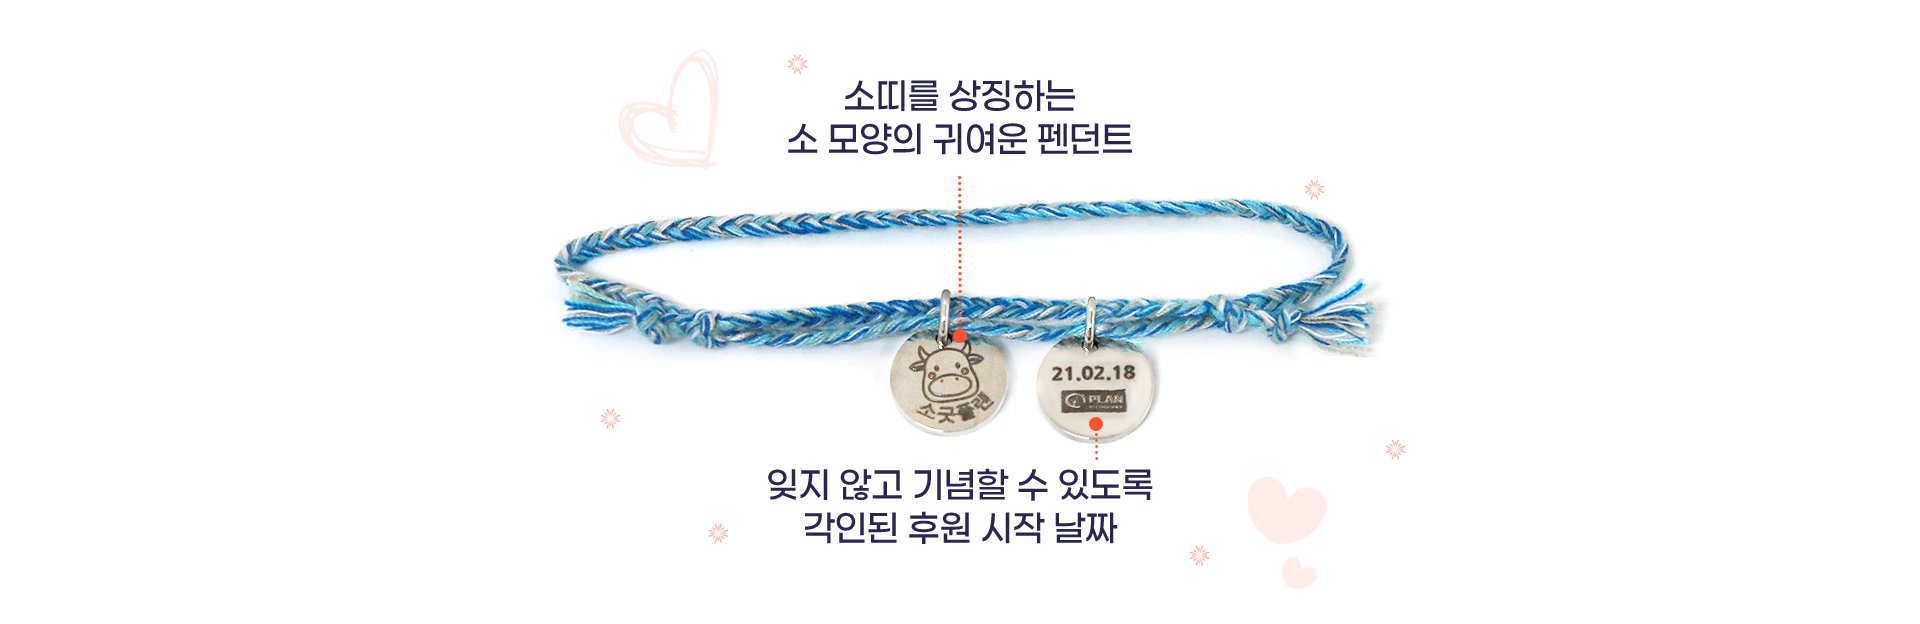 소띠를 상징하는
소 모양의 귀여운 펜던트
소굿플랜
21.02.18
PLAN
잊지 않고 기념할 수 있도록
각인된 후원 시작 날짜